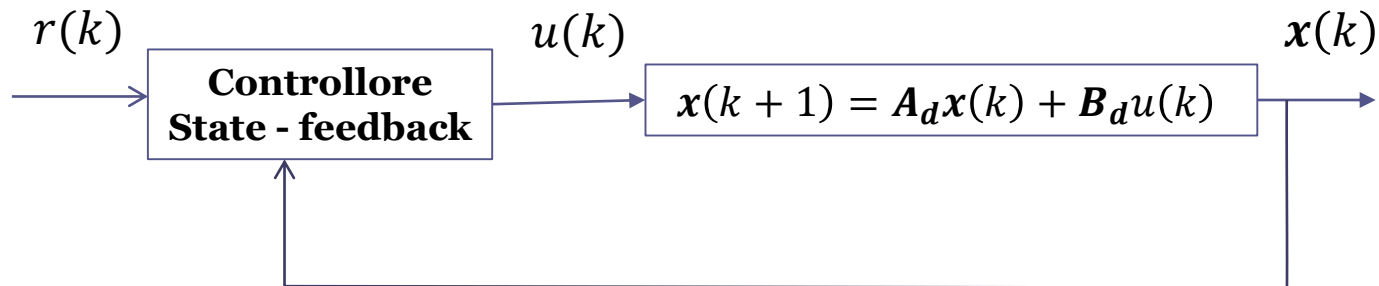 r(k)
u(k)
x(k)
Controllore
State - feedback
x(k + 1) = A_d x(k) + B_d u(k)